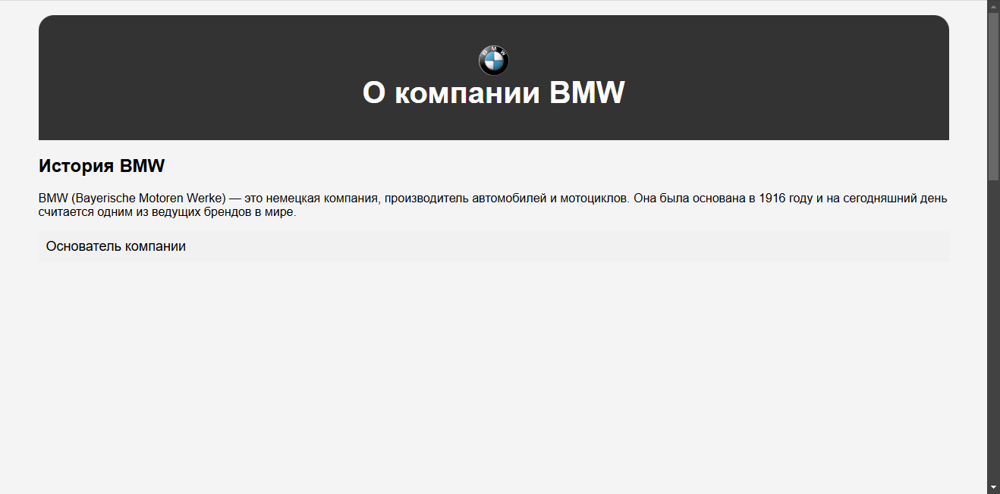 BMW
О компании BMW
История BMW
BMW (Bayerische Motoren Werke) — это немецкая компания, производитель автомобилей и мотоциклов. Она была основана в 1916 году и на сегодняшний день
считается одним из ведущих брендов в мире.
Основатель компании